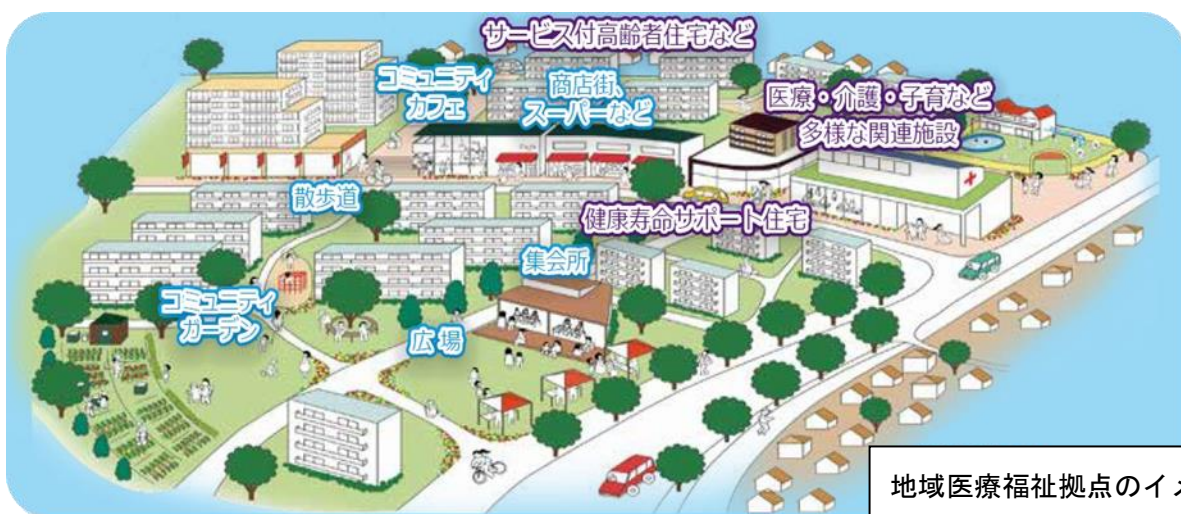 サービス付高齢者住宅など
コミュニティ
カフェ
商店街、
スーパーなど
医療・介護・子育など
多様な関連施設
散歩道
健康寿命サポート住宅
集会所
コミュニティ
ガーデン
広場
地域医療福祉拠点のイメ